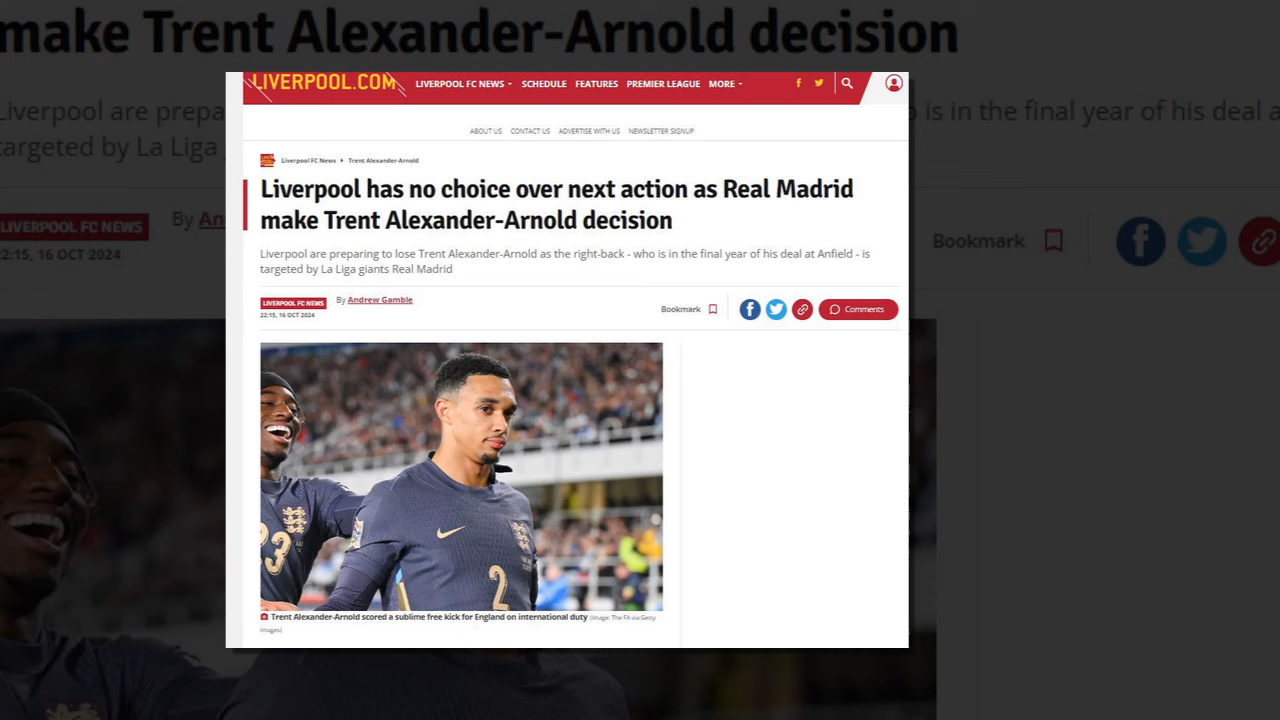 make Trent Alexander-Arnold decision
Liverpool are prepa
is in the final year of his deal a
targeted by La Liga
LIVERPOOL FC NEWS
By An
22:15, 16 OCT 2024
Bookmark
LIVERPOOL.COM
LIVERPOOL FC NEWS SCHEDULE FEATURES PREMIER LEAGUE MORE
ABOUT US CONTACT US ADVERTISE WITH US NEWSLETTER SIGNUP
Liverpool FC News Trent Alexander-Arnold
Liverpool has no choice over next action as Real Madrid
make Trent Alexander-Arnold decision
Liverpool are preparing to lose Trent Alexander-Arnold as the right-back - who is in the final year of his deal at Anfield - is
targeted by La Liga giants Real Madrid
LIVERPOOL FC NEWS By Andrew Gamble
22:15, 16 OCT 2024
Bookmark
Comments
23
2
Trent Alexander-Arnold scored a sublime free kick for England on international duty (Image: The FA via Getty
Images)